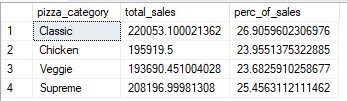 pizza_category total_sales perc_of_sales
1 Classic 220053.100021362 26.9059602306976
2 Chicken 195919.5 23.9551375322885
3 Veggie 193690.451004028 23.6825910258677
4 Supreme 208196.99981308 25.4563112111462